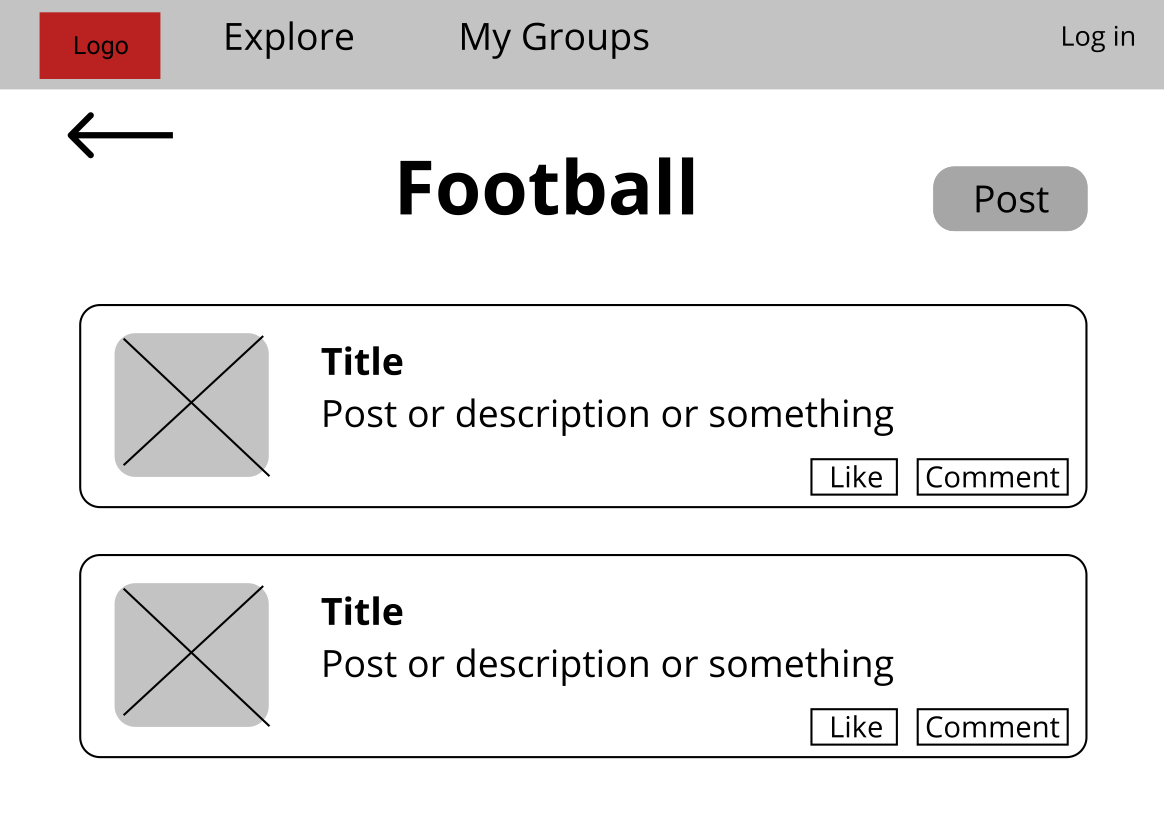 Logo Explore My Groups Log in
Football
Post
Title
Post or description or something
Like Comment
Title
Post or description or something
Like Comment